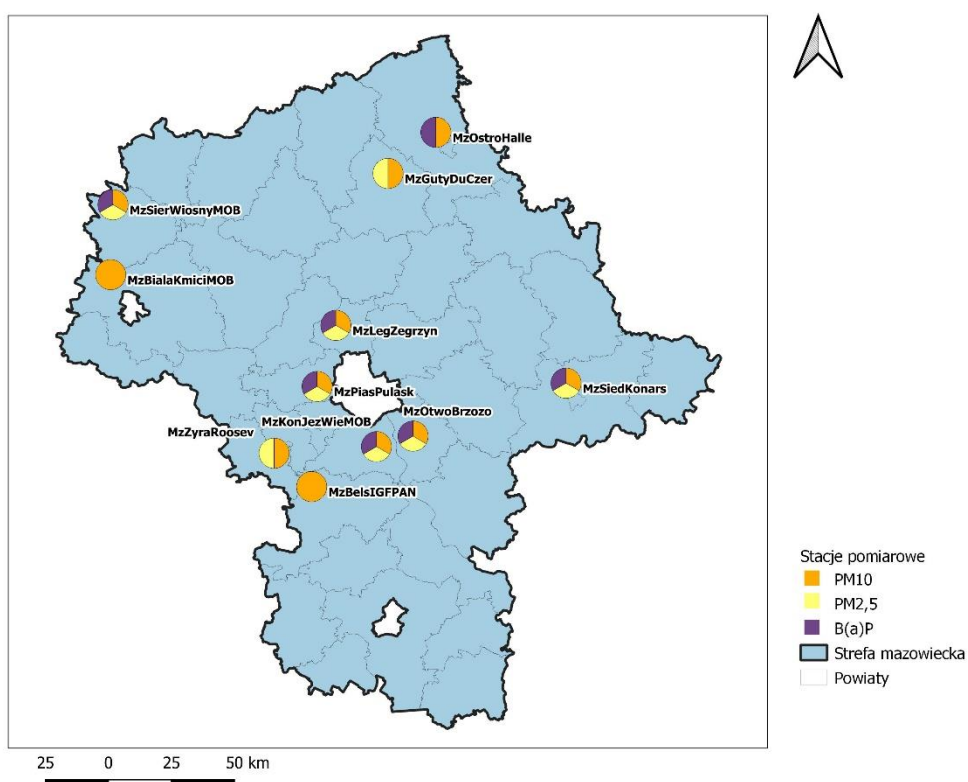 MzOstroHalle
MzGutyDuCzer
MzSierWiosnyMOB
MzBialaKmiciMOB
MzLegZegrzyn
MzPiasPulask
MzSiedKonars
MzKonJezWieMOB
MzOtwoBrzozo
MzZyraRoosev
MzBelsIGFPAN
Stacje pomiarowe
PM10
PM2,5
B(a)P
Strefa mazowiecka
Powiaty
25 0 25 50 km